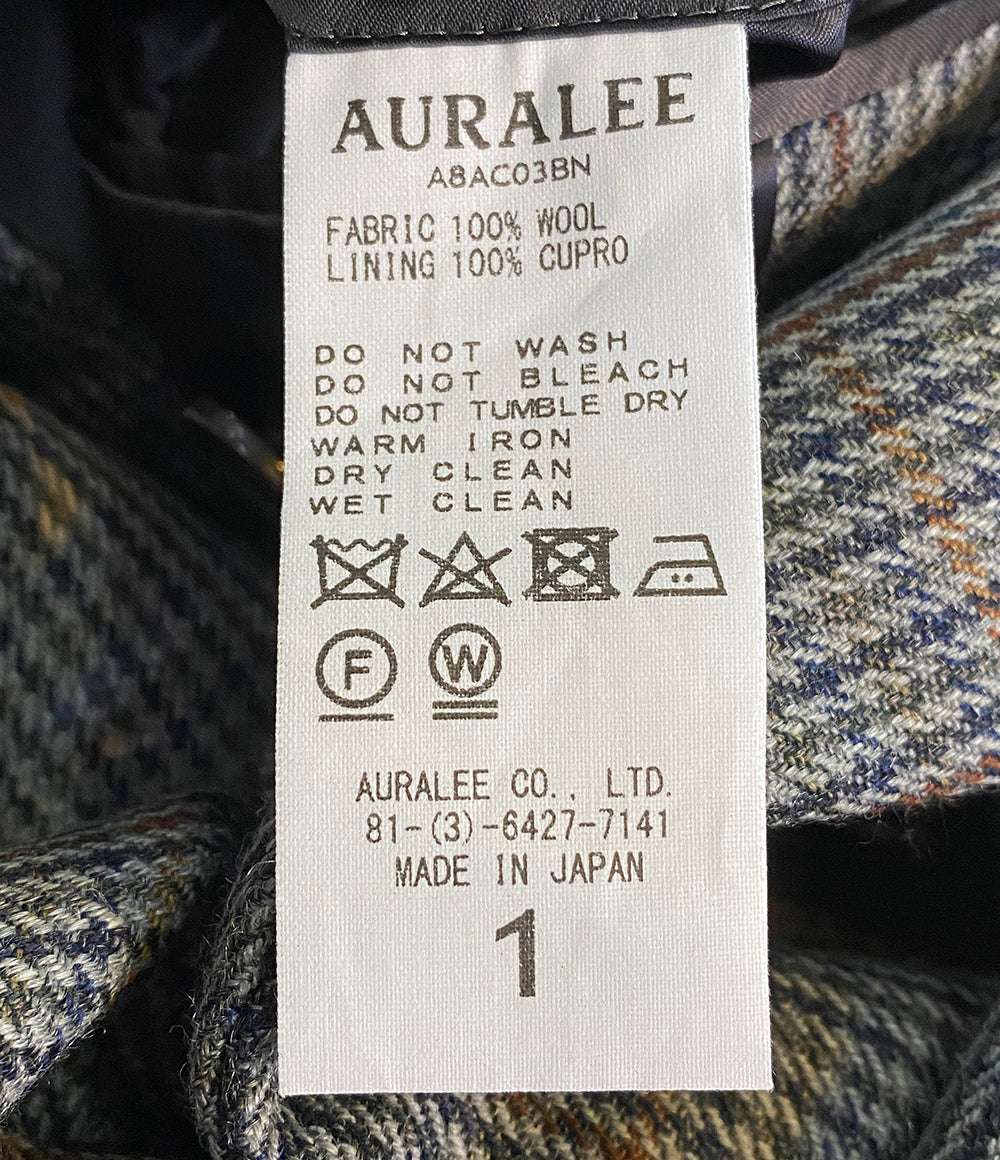 AURALEE
A8AC03BN
FABRIC 100% WOOL
LINING 100% CUPRO
DO NOT WASH
DO NOT BLEACH
DO NOT TUMBLE DRY
WARM IRON
DRY CLEAN
WET CLEAN
F W
AURALEE CO., LTD.
81-(3)-6427-7141
MADE IN JAPAN
1